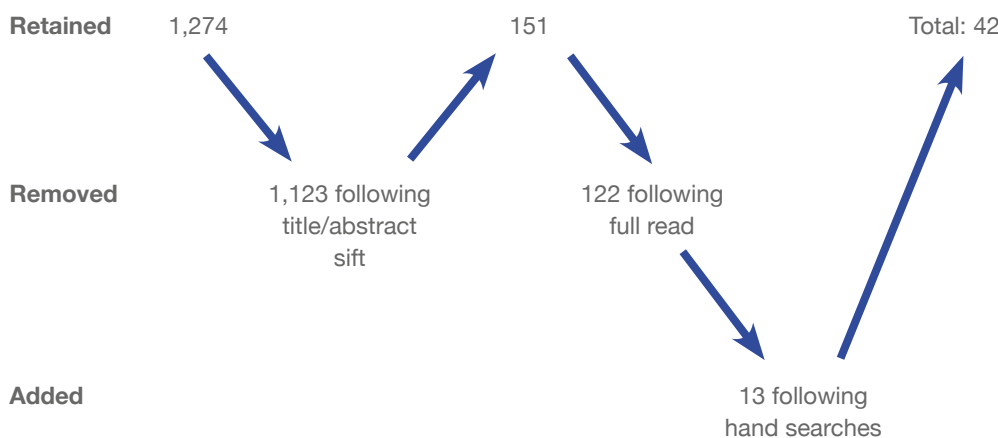 Retained 1,274 151 Total: 42
Removed 1,123 following 122 following
title/abstract full read
sift
Added 13 following
hand searches